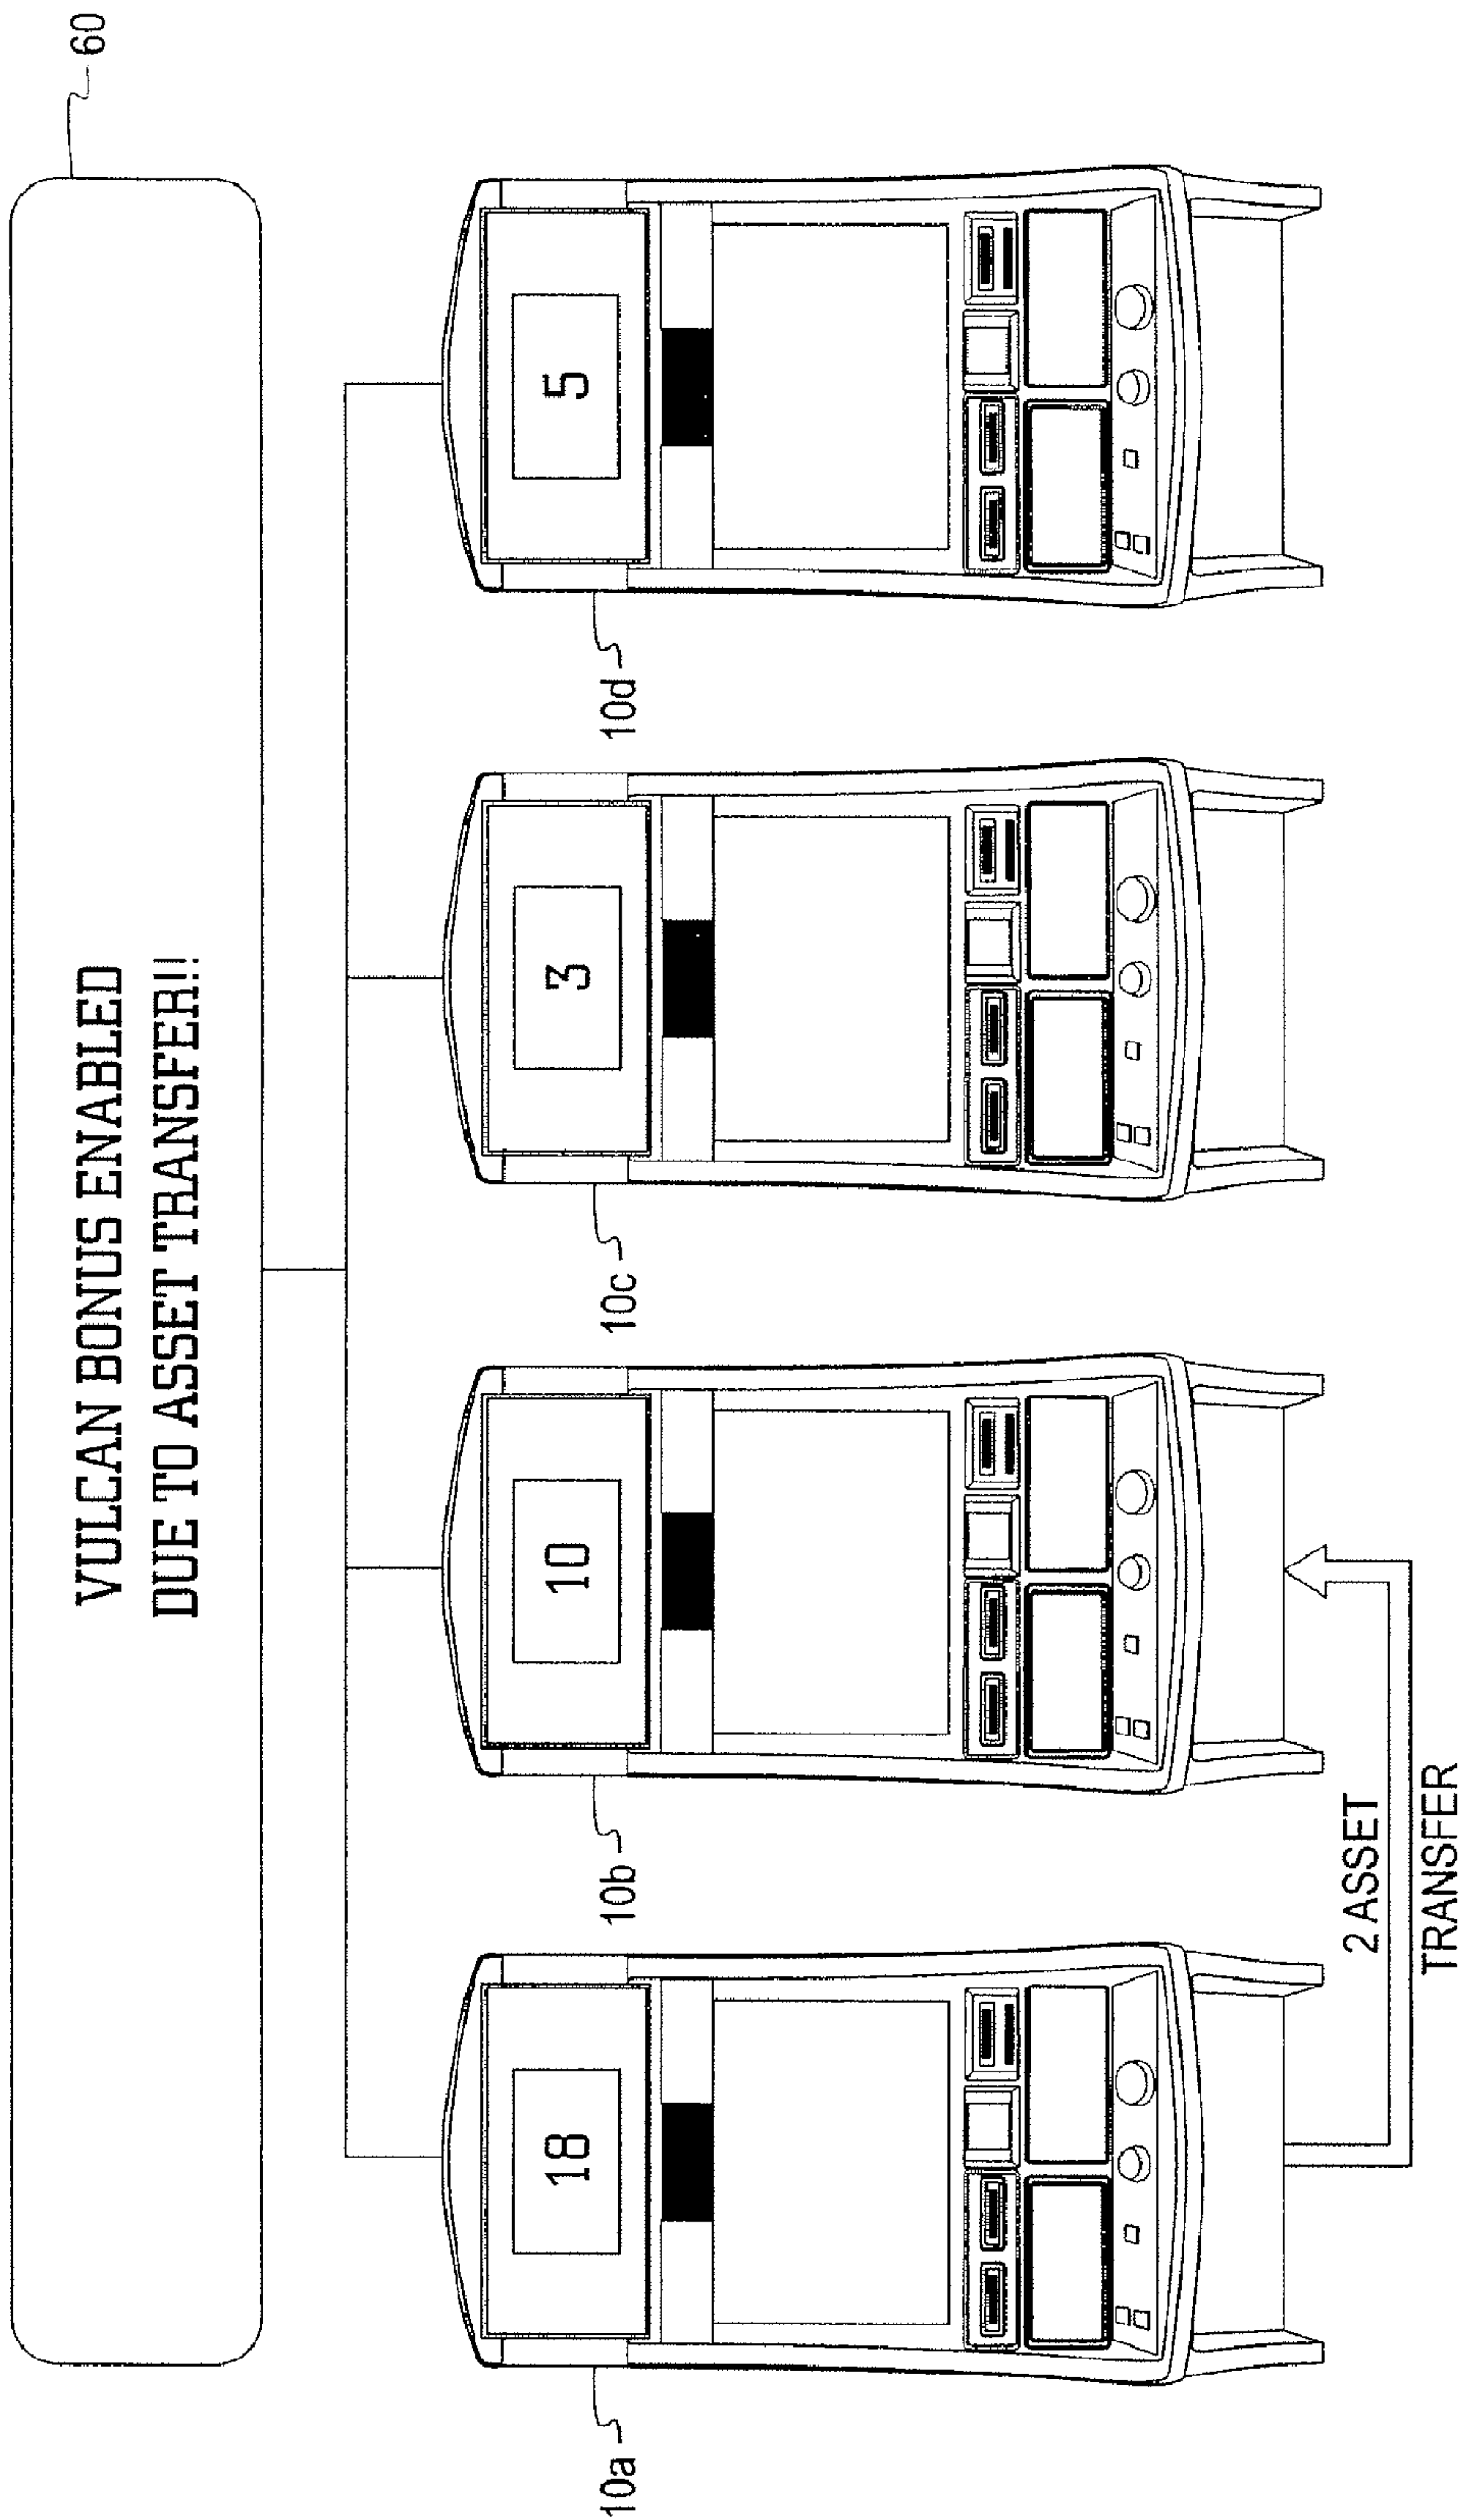 60
VULCAN BONUS ENABLED
DUE TO ASSET TRANSFER!!
18
10
3
5
10a
10b
10c
10d
2 ASSET
TRANSFER